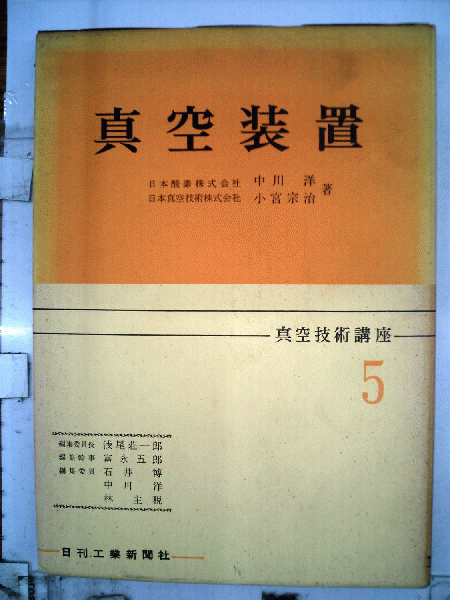 真空装置
日本酸素株式会社 中川 洋
日本真空技術株式会社 小宮宗治 著
真空技術講座
5
編集委員長 浅尾荘一郎
編集幹事 富永五郎
編集委員 石井 博
中川 洋
林 主税
日刊工業新聞社